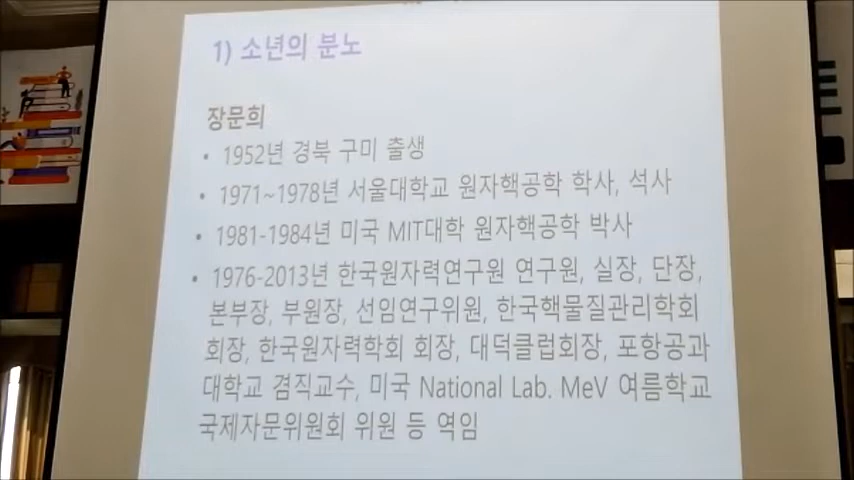 1) 소년의 분노
장문희
• 1952년 경북 구미 출생
• 1971~1978년 서울대학교 원자핵공학 학사, 석사
• 1981-1984년 미국 MIT대학 원자핵공학 박사
• 1976-2013년 한국원자력연구원 연구원, 실장, 단장,
본부장, 부원장, 선임연구위원, 한국핵물질관리학회
회장, 한국원자력학회 회장, 대덕클럽회장, 포항공과
대학교 겸직교수, 미국 National Lab. MeV 여름학교
국제자문위원회 위원 등 역임